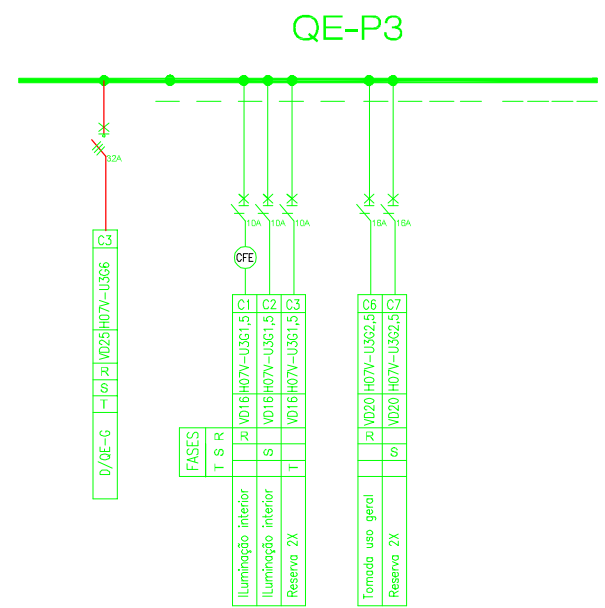 QE-P3
32A
10A
10A
10A
16A
16A
CFE
C3
VD25 H07V-U3G6
R
S
T
D/QE-G
FASES
R
S
T
C1
VD16 H07V-U3G1,5
R
ILuminação interior
C2
VD16 H07V-U3G1,5
S
ILuminação interior
C3
VD16 H07V-U3G1,5
T
Reserva 2X
C6
VD20 H07V-U3G2,5
R
Tomada uso geral
C7
VD20 H07V-U3G2,5
S
Reserva 2X